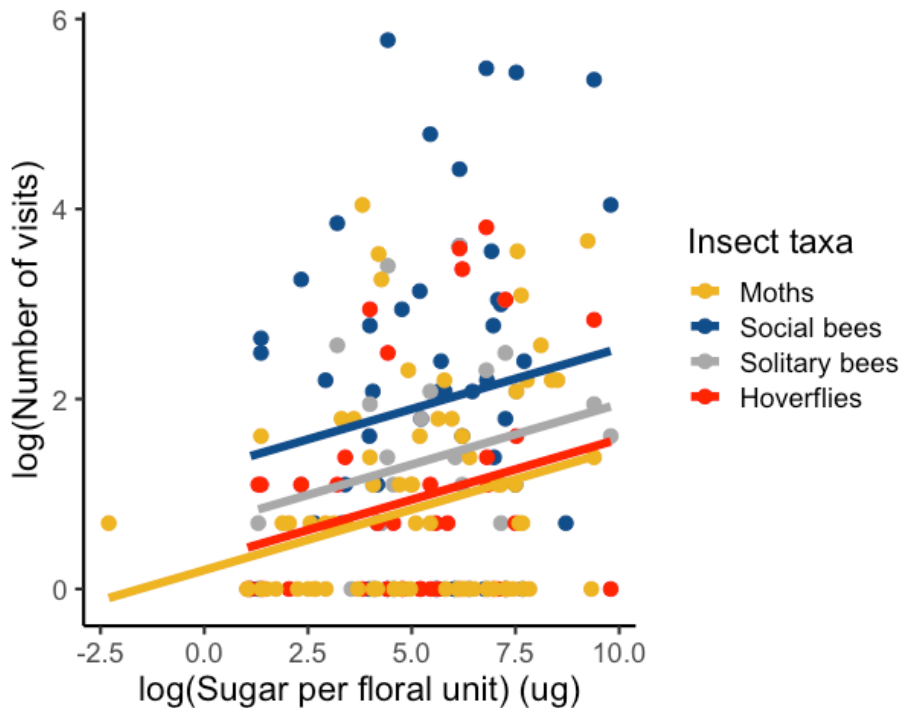 6
4
2
0
log(Number of visits)
-2.5
0.0
2.5
5.0
7.5
10.0
log(Sugar per floral unit) (ug)
Insect taxa
Moths
Social bees
Solitary bees
Hoverflies